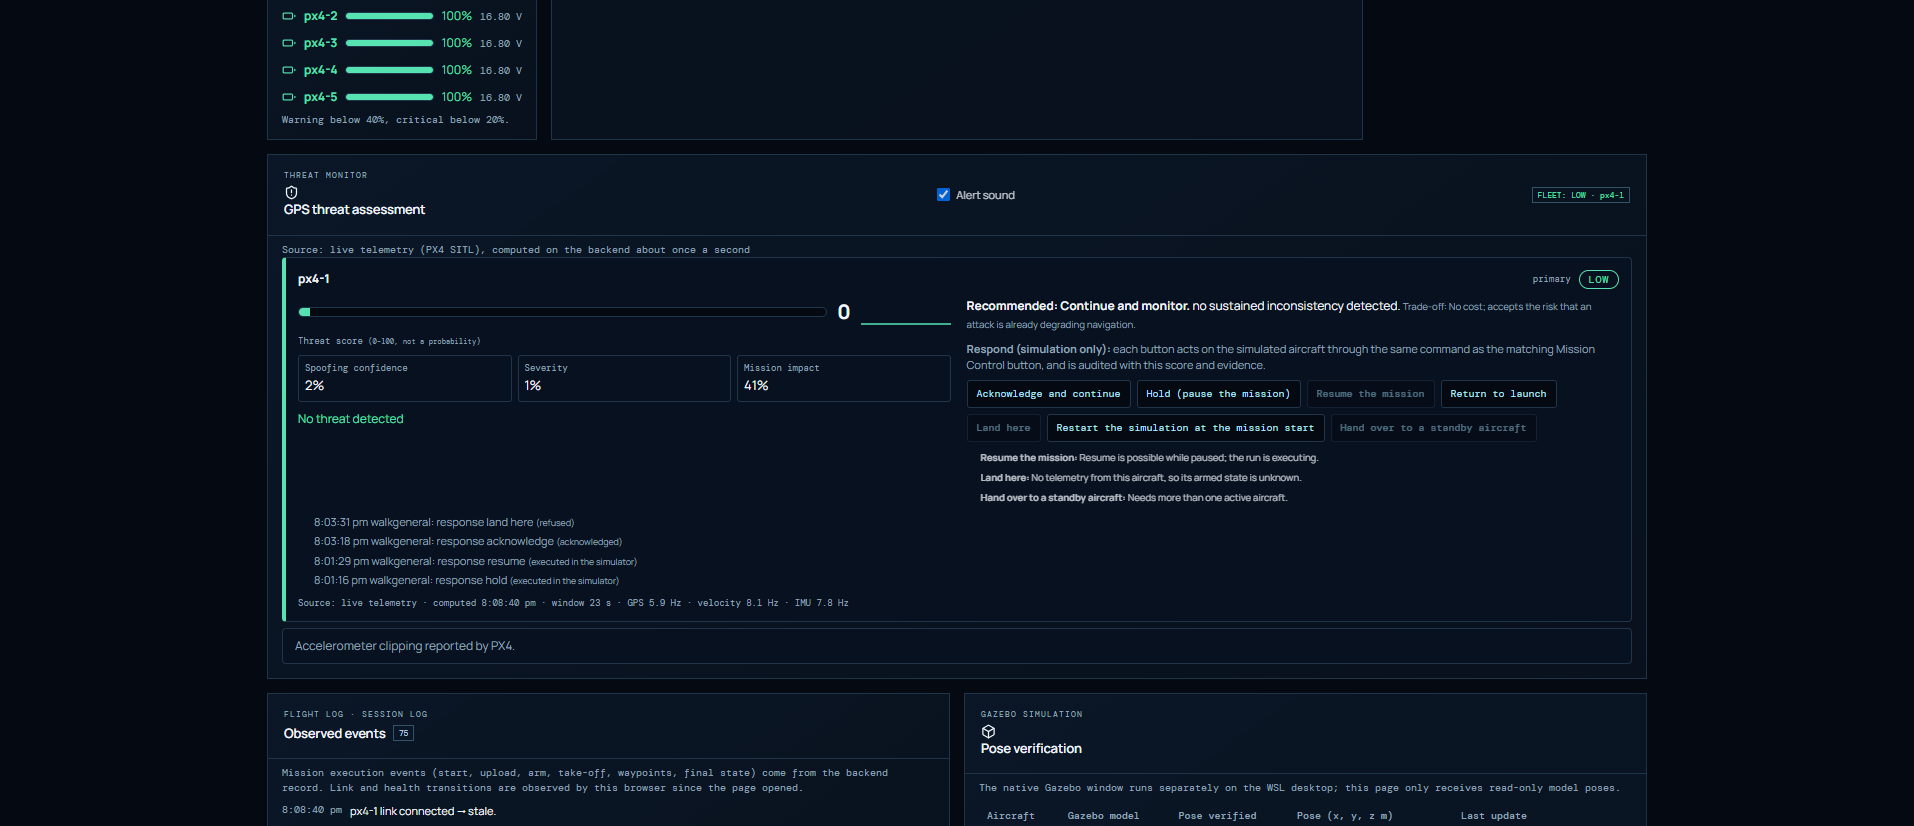 px4-2 100% 16.80 V
px4-3 100% 16.80 V
px4-4 100% 16.80 V
px4-5 100% 16.80 V
Warning below 40%, critical below 20%.
THREAT MONITOR
GPS threat assessment
Alert sound
FLEET: LOW · px4-1
Source: live telemetry (PX4 SITL), computed on the backend about once a second
px4-1
primary LOW
0
Threat score (0-100, not a probability)
Spoofing confidence
2%
Severity
1%
Mission impact
41%
No threat detected
Recommended: Continue and monitor. no sustained inconsistency detected. Trade-off: No cost; accepts the risk that an
attack is already degrading navigation.
Respond (simulation only): each button acts on the simulated aircraft through the same command as the matching Mission
Control button, and is audited with this score and evidence.
Acknowledge and continue
Hold (pause the mission)
Resume the mission
Return to launch
Land here
Restart the simulation at the mission start
Hand over to a standby aircraft
Resume the mission: Resume is possible while paused; the run is executing.
Land here: No telemetry from this aircraft, so its armed state is unknown.
Hand over to a standby aircraft: Needs more than one active aircraft.
8:03:31 pm walkgeneral: response land here (refused)
8:03:18 pm walkgeneral: response acknowledge (acknowledged)
8:01:29 pm walkgeneral: response resume (executed in the simulator)
8:01:16 pm walkgeneral: response hold (executed in the simulator)
Source: live telemetry · computed 8:08:40 pm · window 23 s · GPS 5.9 Hz · velocity 8.1 Hz · IMU 7.8 Hz
Accelerometer clipping reported by PX4.
FLIGHT LOG · SESSION LOG
Observed events 75
Mission execution events (start, upload, arm, take-off, waypoints, final state) come from the backend
record. Link and health transitions are observed by this browser since the page opened.
8:08:40 pm px4-1 link connected → stale.
GAZEBO SIMULATION
Pose verification
The native Gazebo window runs separately on the WSL desktop; this page only receives read-only model poses.
Aircraft Gazebo model Pose verified Pose (x, y, z m) Last update